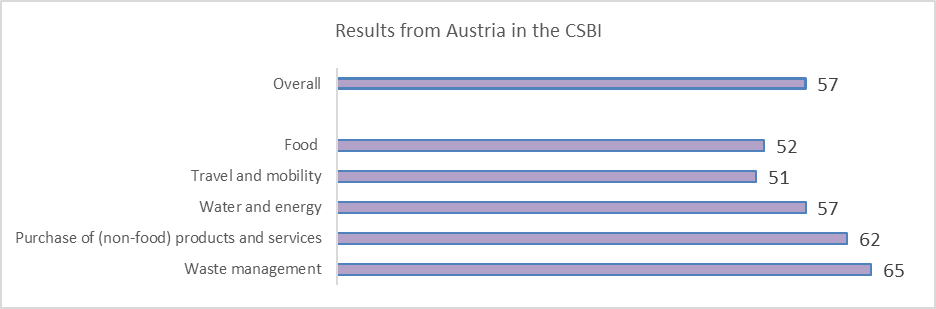 Results from Austria in the CSBI
Overall 57
Food 52
Travel and mobility 51
Water and energy 57
Purchase of (non-food) products and services 62
Waste management 65